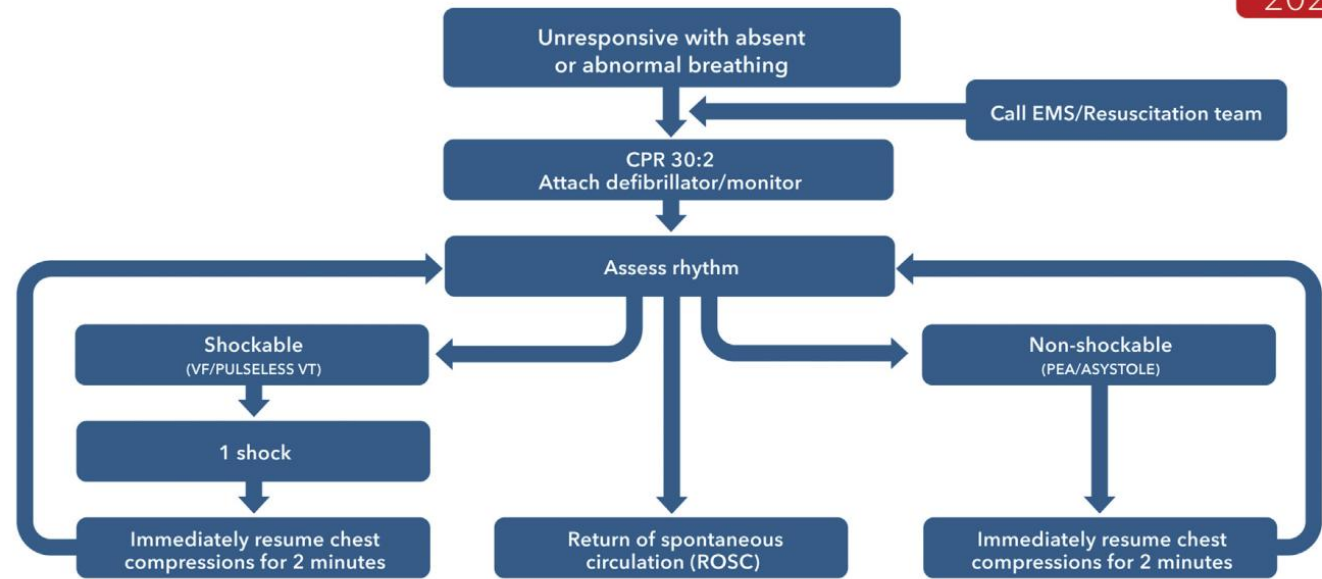 202
Unresponsive with absent
or abnormal breathing
Call EMS/Resuscitation team
CPR 30:2
Attach defibrillator/monitor
Assess rhythm
Shockable
(VF/PULSELESS VT)
Non-shockable
(PEA/ASYSTOLE)
1 shock
Immediately resume chest
compressions for 2 minutes
Return of spontaneous
circulation (ROSC)
Immediately resume chest
compressions for 2 minutes